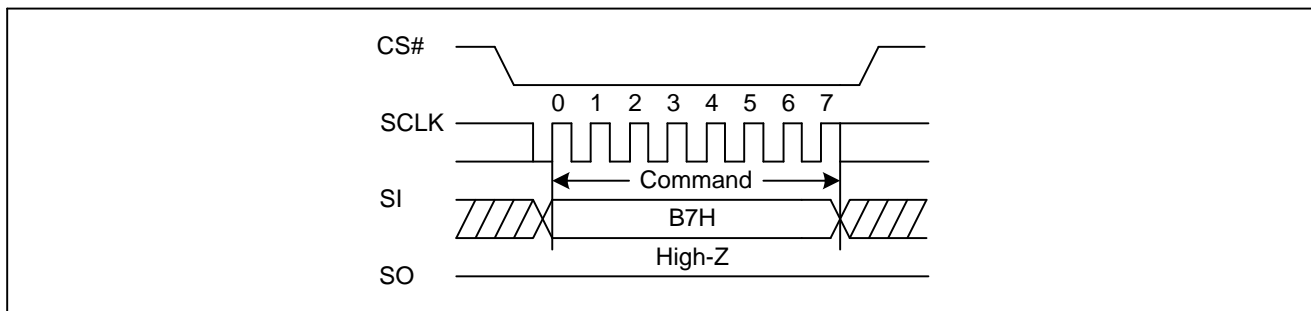 CS#
0 1 2 3 4 5 6 7
SCLK
Command
SI
B7H
High-Z
SO